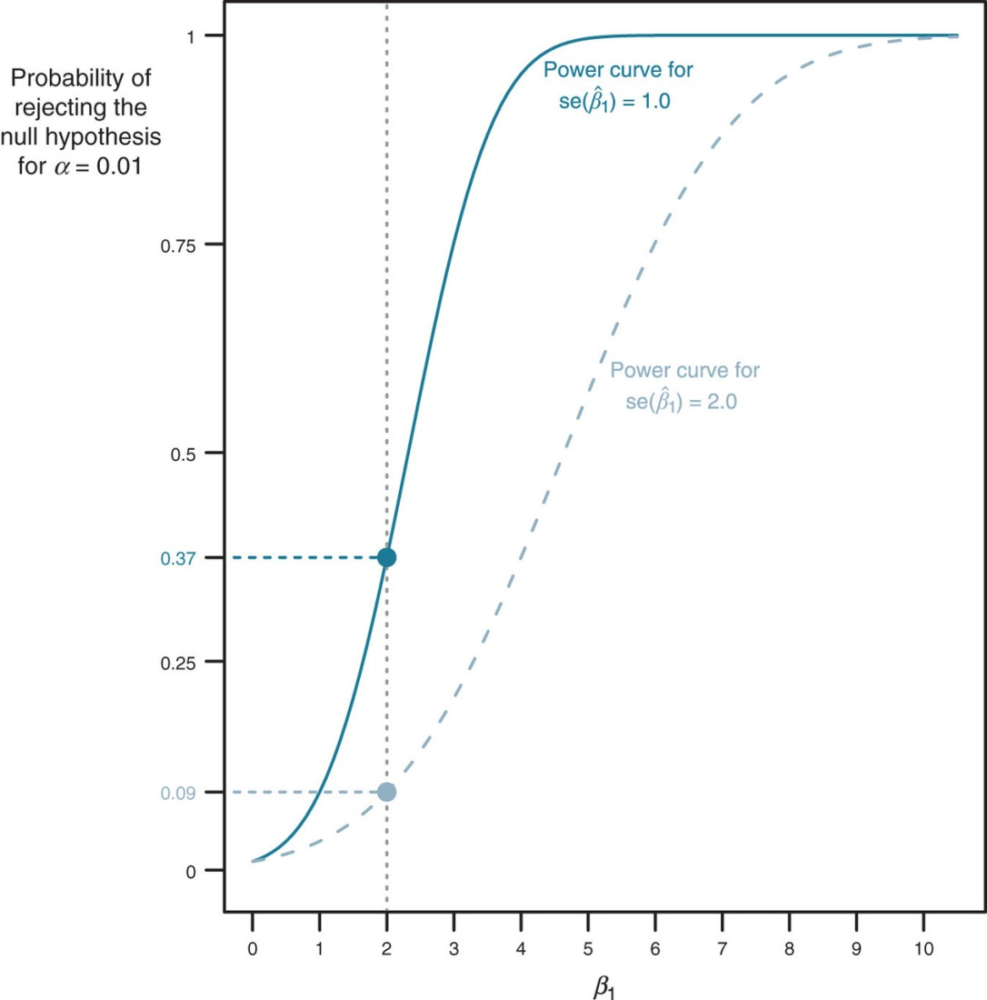 Probability of
rejecting the
null hypothesis
for α = 0.01
1
0.75
0.5
0.37
0.25
0.09
0
Power curve for
se(β̂₁) = 1.0
Power curve for
se(β̂₁) = 2.0
0 1 2 3 4 5 6 7 8 9 10
β₁